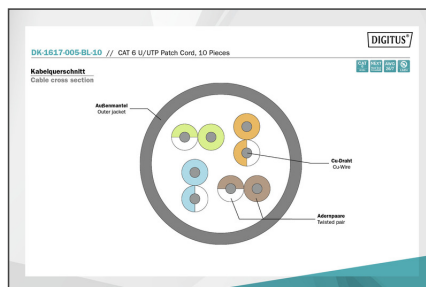 DIGITUS®
DK-1617-005-BL-10 // CAT 6 U/UTP Patch Cord, 10 Pieces
Kabelquerschnitt
Cable cross section
Außenmantel
Outer jacket
Cu-Draht
Cu-Wire
Adernpaare
Twisted pair